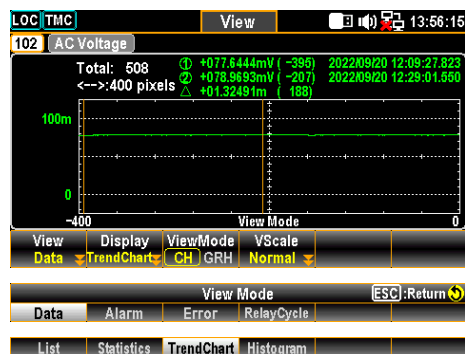 LOC TMC View 13:56:15
102 AC Voltage
Total: 508 ① +077.6444mV ( -395) 2022/09/20 12:09:27.823
<-->:400 pixels ② +078.9693mV ( -207) 2022/09/20 12:29:01.550
△ +01.32491m ( 188)
100m
0
-400 View Mode 0
View Display ViewMode VScale
Data TrendChart CH GRH Normal
View Mode ESC :Return
Data Alarm Error RelayCycle
List Statistics TrendChart Histogram